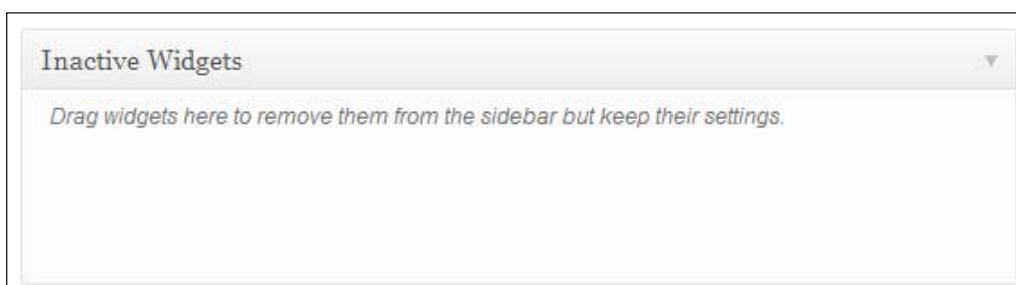 Inactive Widgets
Drag widgets here to remove them from the sidebar but keep their settings.